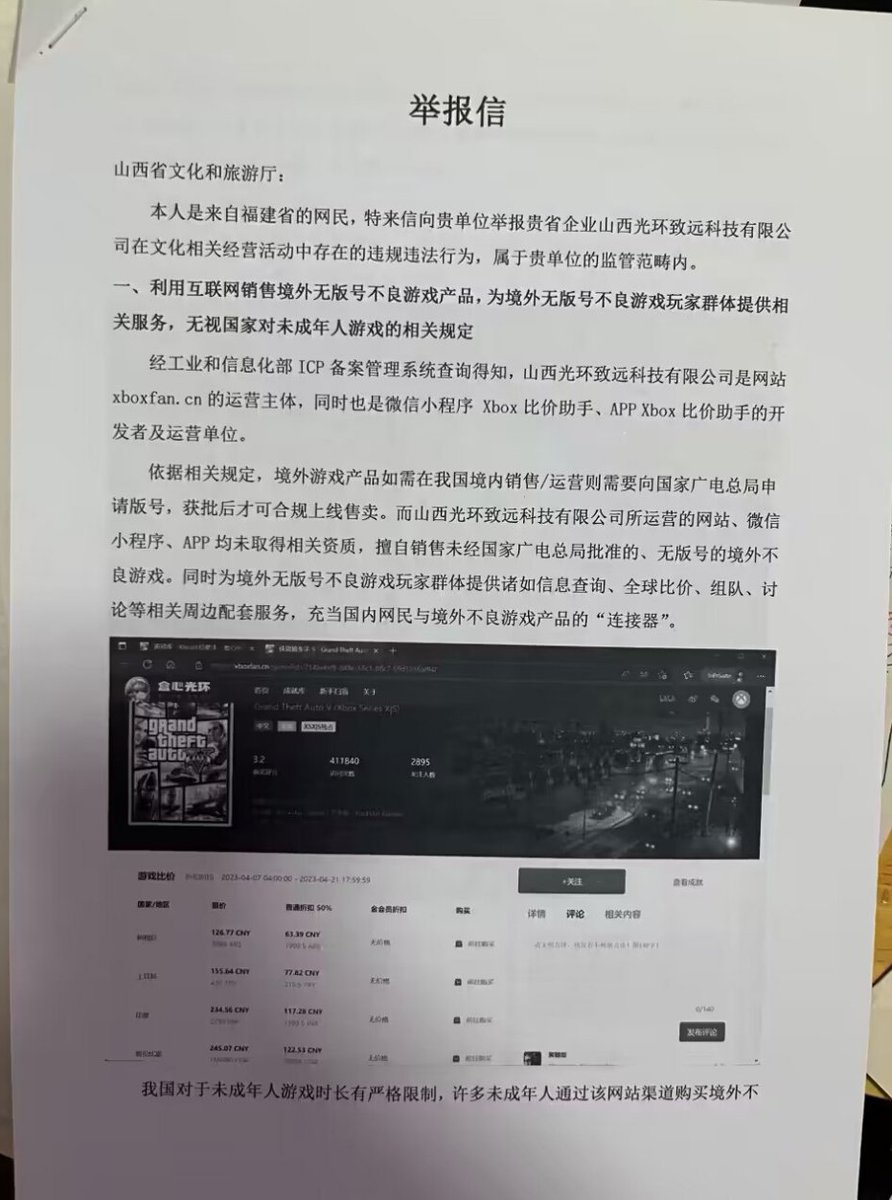 举报信
山西省文化和旅游厅：
本人是来自福建省的网民，特来信向贵单位举报贵省企业山西光环致远科技有限公
司在文化相关经营活动中存在的违规违法行为，属于贵单位的监管范畴内。
一、利用互联网销售境外无版号不良游戏产品，为境外无版号不良游戏玩家群体提供相
关服务，无视国家对未成年人游戏的相关规定
经工业和信息化部 ICP 备案管理系统查询得知，山西光环致远科技有限公司是网站
xboxfan.cn 的运营主体，同时也是微信小程序 Xbox 比价助手、APP Xbox 比价助手的开
发者及运营单位。
依据相关规定，境外游戏产品如需在我国境内销售/运营则需要向国家广电总局申
请版号，获批后才可合规上线售卖。而山西光环致远科技有限公司所运营的网站、微信
小程序、APP 均未取得相关资质，擅自销售未经国家广电总局批准的、无版号的境外不
良游戏。同时为境外无版号不良游戏玩家群体提供诸如信息查询、全球比价、组队、讨
论等相关周边配套服务，充当国内网民与境外不良游戏产品的“连接器”。
盒心光环 首页 成就库
Grand Theft Auto V (Xbox Series X|S)
grand
theft
auto
中文
3.2 411840 2895
游戏比价 2023-04-07 04:00:00 - 2023-04-21 17:59:59
+关注
查看成就
国家/地区 原价 普通折扣 50% 金会员折扣 购买
详情 评论 相关内容
126.77 CNY 63.39 CNY 无价格 前往购买
土耳其 155.64 CNY 77.82 CNY 无价格 前往购买
印度 234.56 CNY 117.28 CNY 无价格 前往购买
0/140
发布评论
245.07 CNY 122.53 CNY 无价格 前往购买
我国对于未成年人游戏时长有严格限制，许多未成年人通过该网站渠道购买境外不